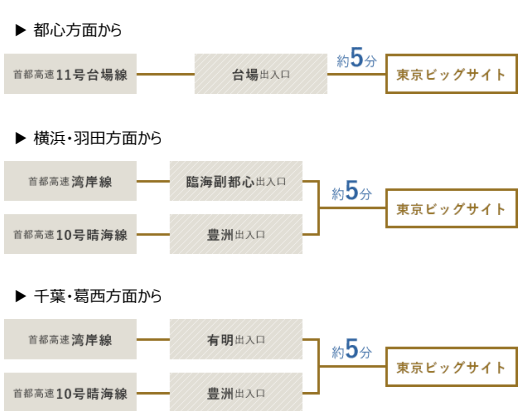 ▶ 都心方面から
首都高速11号台場線 台場出入口 約5分 東京ビッグサイト
▶ 横浜・羽田方面から
首都高速湾岸線 臨海副都心出入口
約5分 東京ビッグサイト
首都高速10号晴海線 豊洲出入口
▶ 千葉・葛西方面から
首都高速湾岸線 有明出入口
約5分 東京ビッグサイト
首都高速10号晴海線 豊洲出入口